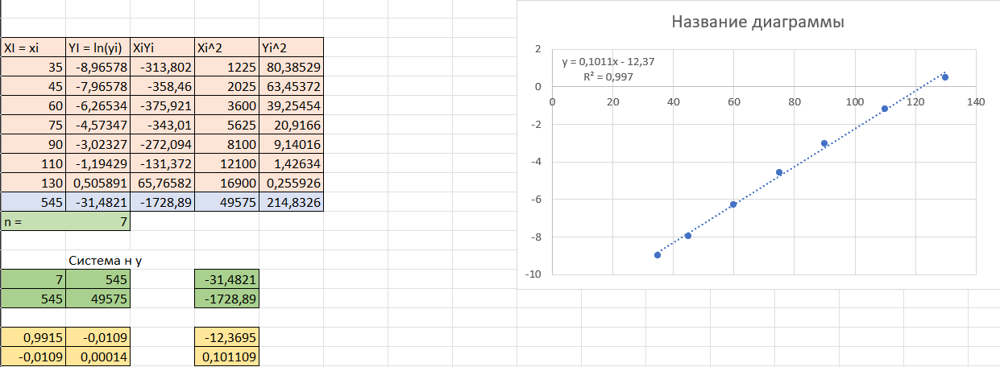 XI = xi YI = ln(yi) XiYi Xi^2 Yi^2
35 -8,96578 -313,802 1225 80,38529
45 -7,96578 -358,46 2025 63,45372
60 -6,26534 -375,921 3600 39,25454
75 -4,57347 -343,01 5625 20,9166
90 -3,02327 -272,094 8100 9,14016
110 -1,19429 -131,372 12100 1,42634
130 0,505891 65,76582 16900 0,255926
545 -31,4821 -1728,89 49575 214,8326
n = 7
Система н у
7 545 -31,4821
545 49575 -1728,89
0,9915 -0,0109 -12,3695
-0,0109 0,00014 0,101109
Название диаграммы
y = 0,1011x - 12,37
R² = 0,997
2
0
0 20 40 60 80 100 120 140
-2
-4
-6
-8
-10